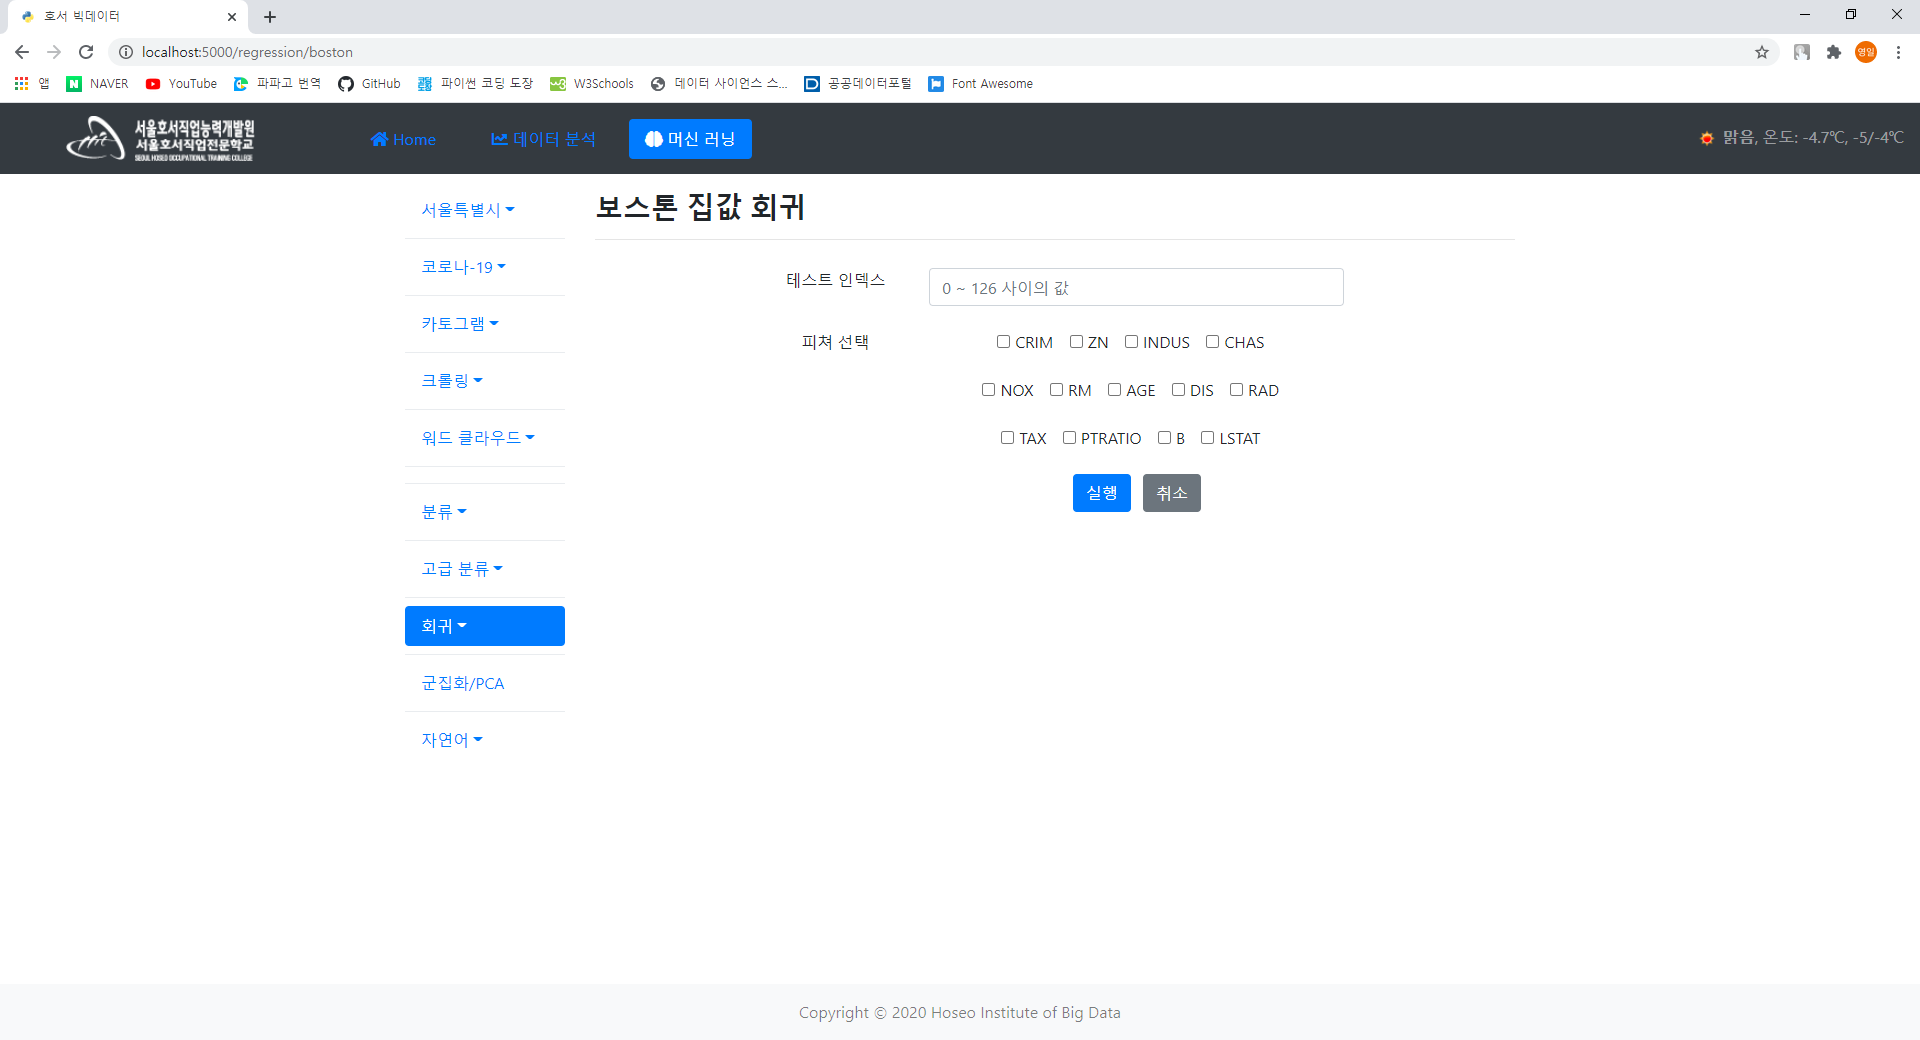 호서 빅데이터
localhost:5000/regression/boston
영일
앱 NAVER YouTube 파파고 번역 GitHub 파이썬 코딩 도장 W3Schools 데이터 사이언스 스... 공공데이터포털 Font Awesome
서울호서직업능력개발원
서울호서직업전문학교
SEOUL HOSEO OCCUPATIONAL TRAINING COLLEGE
Home 데이터 분석 머신 러닝
맑음, 온도: -4.7℃, -5/-4℃
서울특별시
코로나-19
카토그램
크롤링
워드 클라우드
분류
고급 분류
회귀
군집화/PCA
자연어
보스톤 집값 회귀
테스트 인덱스 0 ~ 126 사이의 값
피쳐 선택 CRIM ZN INDUS CHAS
NOX RM AGE DIS RAD
TAX PTRATIO B LSTAT
실행 취소
Copyright © 2020 Hoseo Institute of Big Data